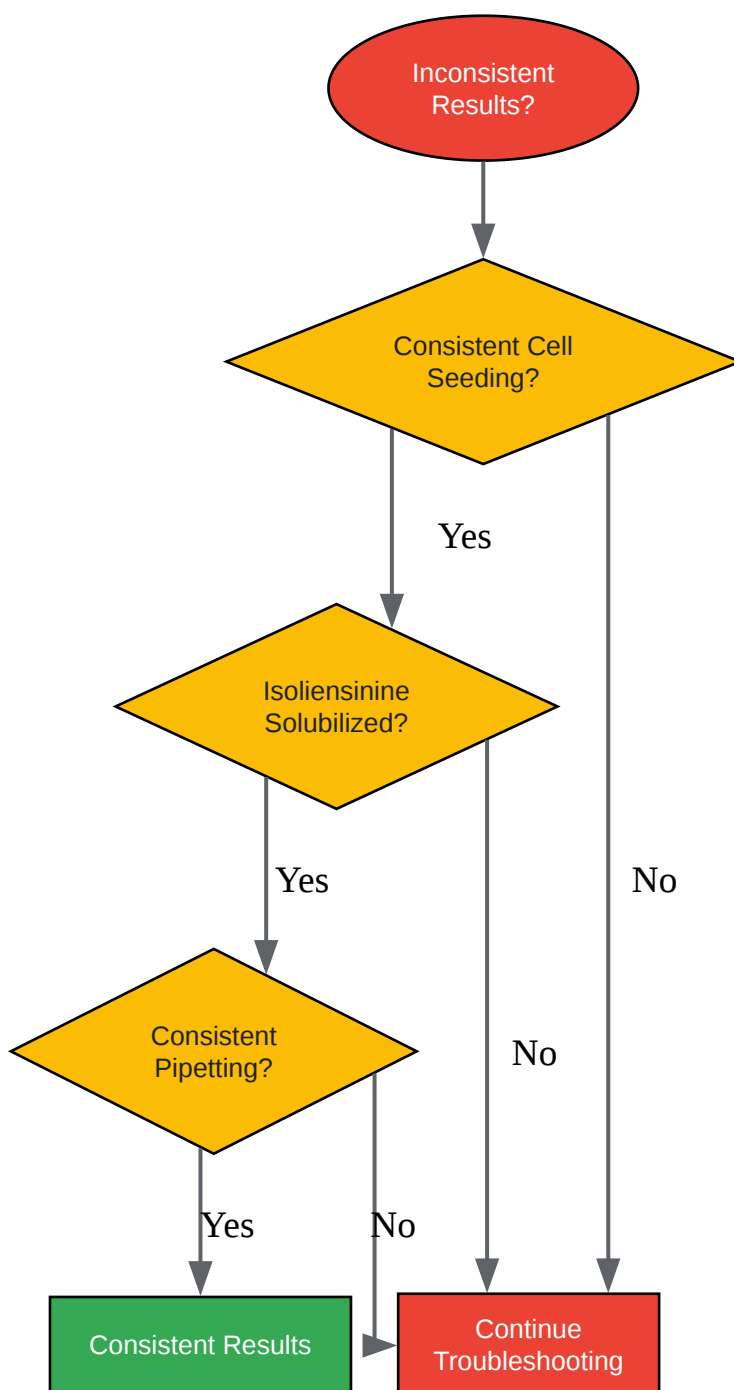 Inconsistent
Results?
Consistent Cell
Seeding?
Yes
Isoliensinine
Solubilized?
Yes
No
Consistent
Pipetting?
No
Yes
No
Consistent Results
Continue
Troubleshooting